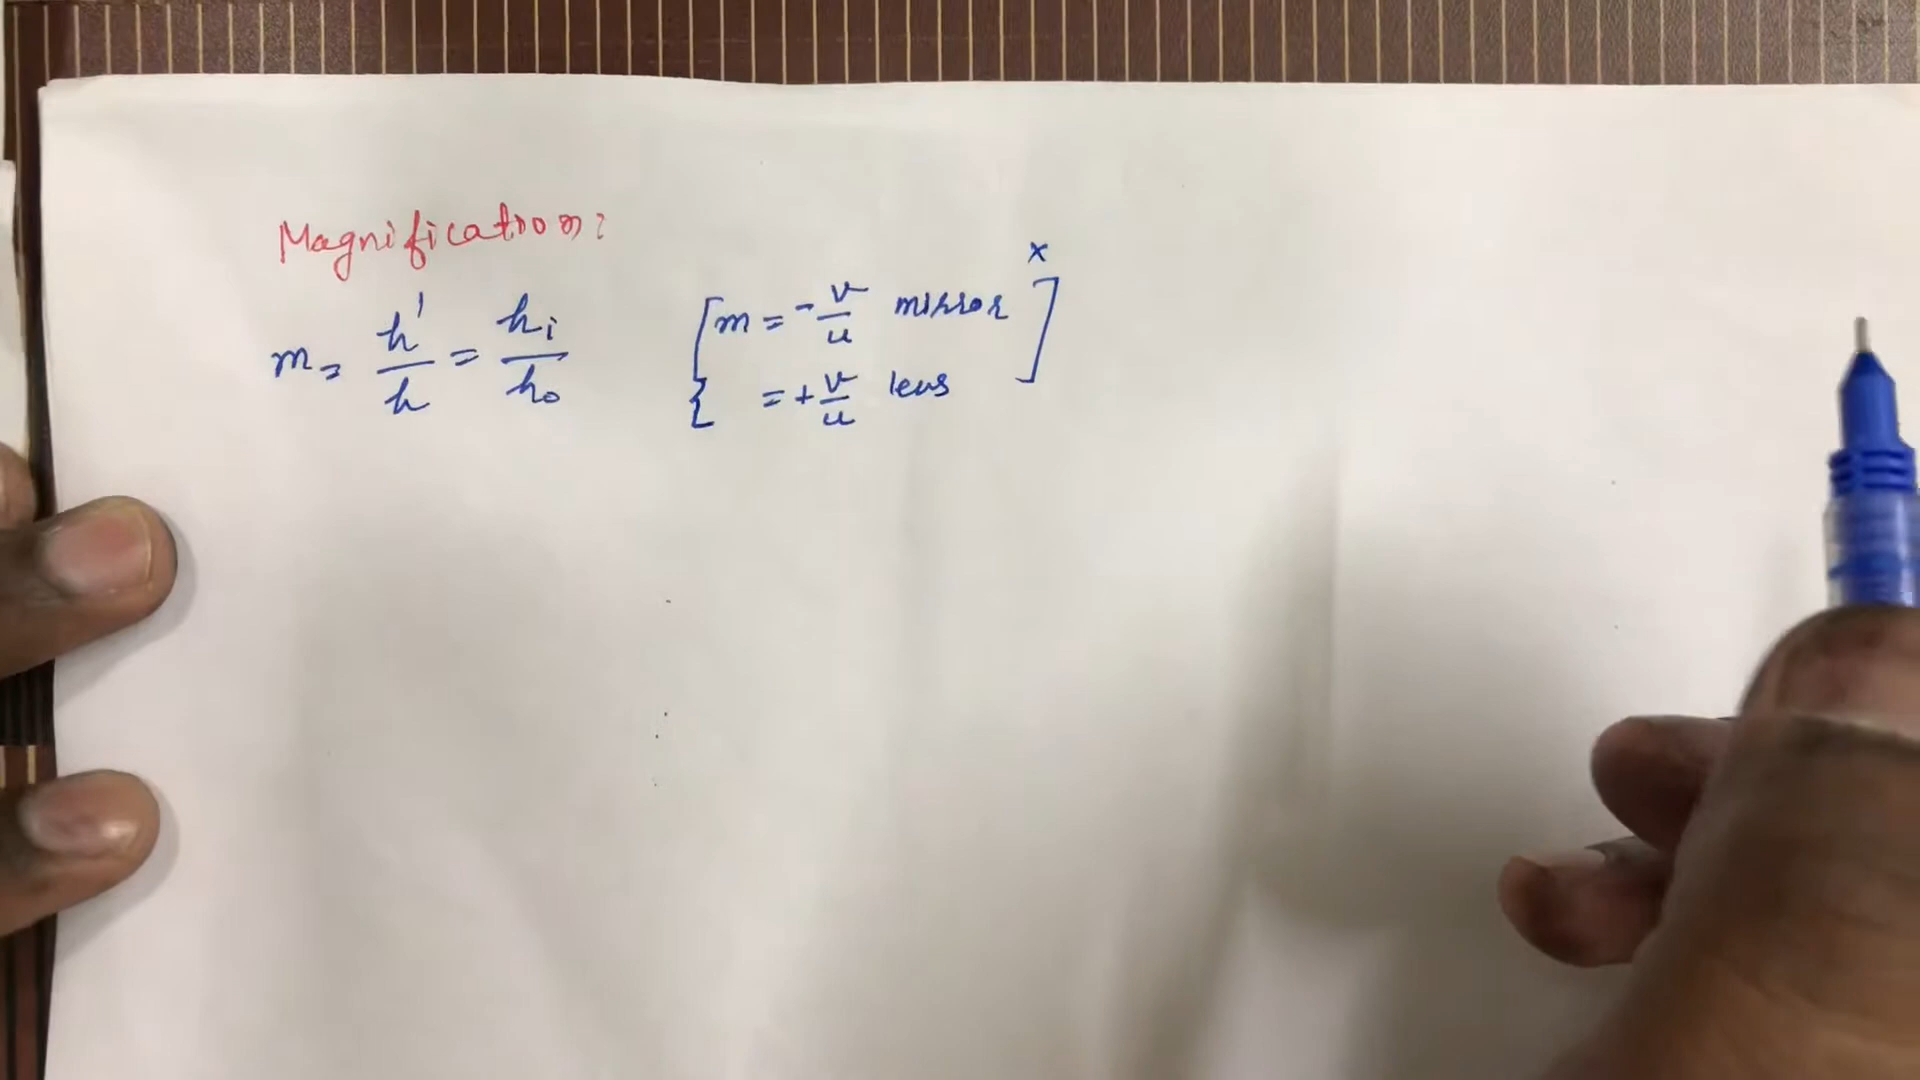 Magnification:
x
m = h'/h = hi/ho [m = -v/u mirror]
{ = +v/u lens